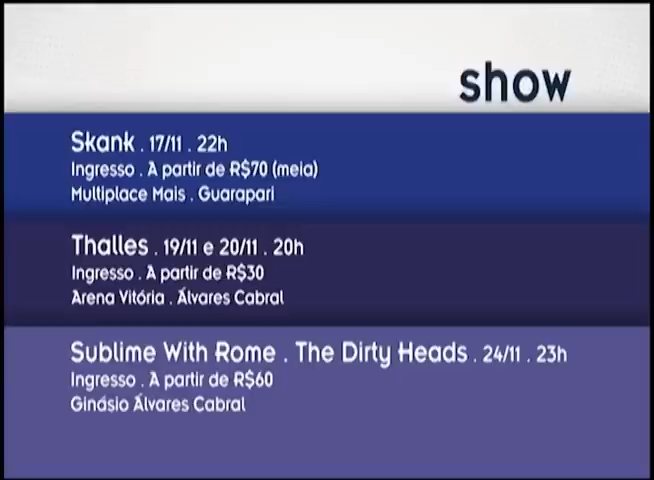 show
Skank . 17/11 . 22h
Ingresso . A partir de R$70 (meia)
Multiplace Mais . Guarapari
Thalles . 19/11 e 20/11 . 20h
Ingresso . A partir de R$30
Arena Vitória . Álvares Cabral
Sublime With Rome . The Dirty Heads . 24/11 . 23h
Ingresso . A partir de R$60
Ginásio Álvares Cabral